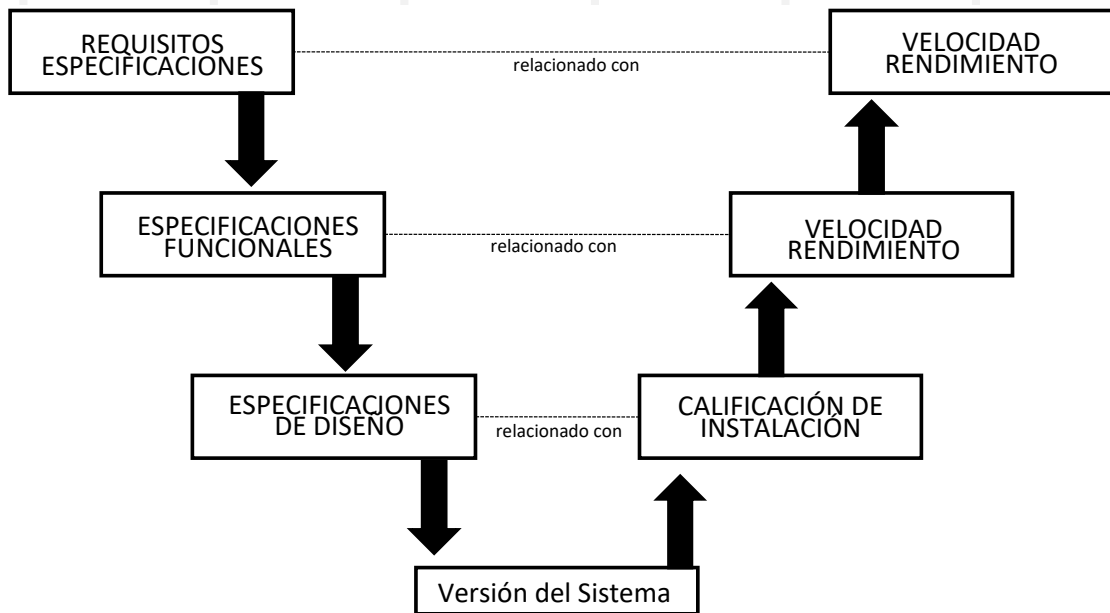 REQUISITOS
ESPECIFICACIONES
relacionado con
VELOCIDAD
RENDIMIENTO
ESPECIFICACIONES
FUNCIONALES
relacionado con
VELOCIDAD
RENDIMIENTO
ESPECIFICACIONES
DE DISEÑO
relacionado con
CALIFICACIÓN DE
INSTALACIÓN
Versión del Sistema